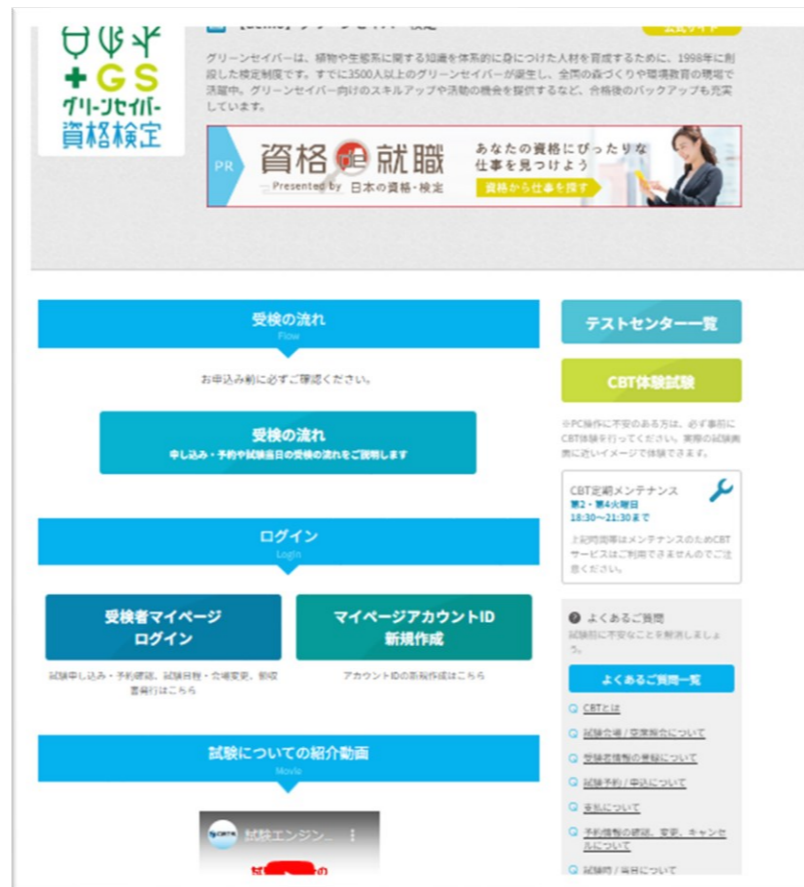 +GS
グリーンセイバー
資格検定
【demo】グリーンセイバー検定
公式サイト
グリーンセイバーは、植物や生態系に関する知識を体系的に身につけた人材を育成するために、1998年に創
設した検定制度です。すでに3500人以上のグリーンセイバーが誕生し、全国の森づくりや環境教育の現場で
活躍中。グリーンセイバー向けのスキルアップや活動の機会を提供するなど、合格後のバックアップも充実
しています。
PR
資格 de 就職
Presented by 日本の資格・検定
あなたの資格にぴったりな
仕事を見つけよう
資格から仕事を探す
受検の流れ
Flow
お申込み前に必ずご確認ください。
受検の流れ
申し込み・予約や試験当日の受検の流れをご説明します
ログイン
Login
受検者マイページ
ログイン
マイページアカウントID
新規作成
試験申し込み・予約確認、試験日程・会場変更、領収
書発行はこちら
アカウントIDの新規作成はこちら
試験についての紹介動画
Movie
試験エンジン...
テストセンター一覧
CBT体験試験
※PC操作に不安のある方は、必ず事前に
CBT体験を行ってください。実際の試験画
面に近いイメージで体験できます。
CBT定期メンテナンス
第2・第4火曜日
18:30～21:30まで
上記時間帯はメンテナンスのためCBT
サービスはご利用できませんのでご注
意ください。
よくあるご質問
試験前に不安なことを解消しましょ
う。
よくあるご質問一覧
CBTとは
試験会場 / 空席照会について
受験者情報の登録について
試験予約 / 申込について
支払について
予約情報の確認、変更、キャンセ
ルについて
試験時 / 当日について